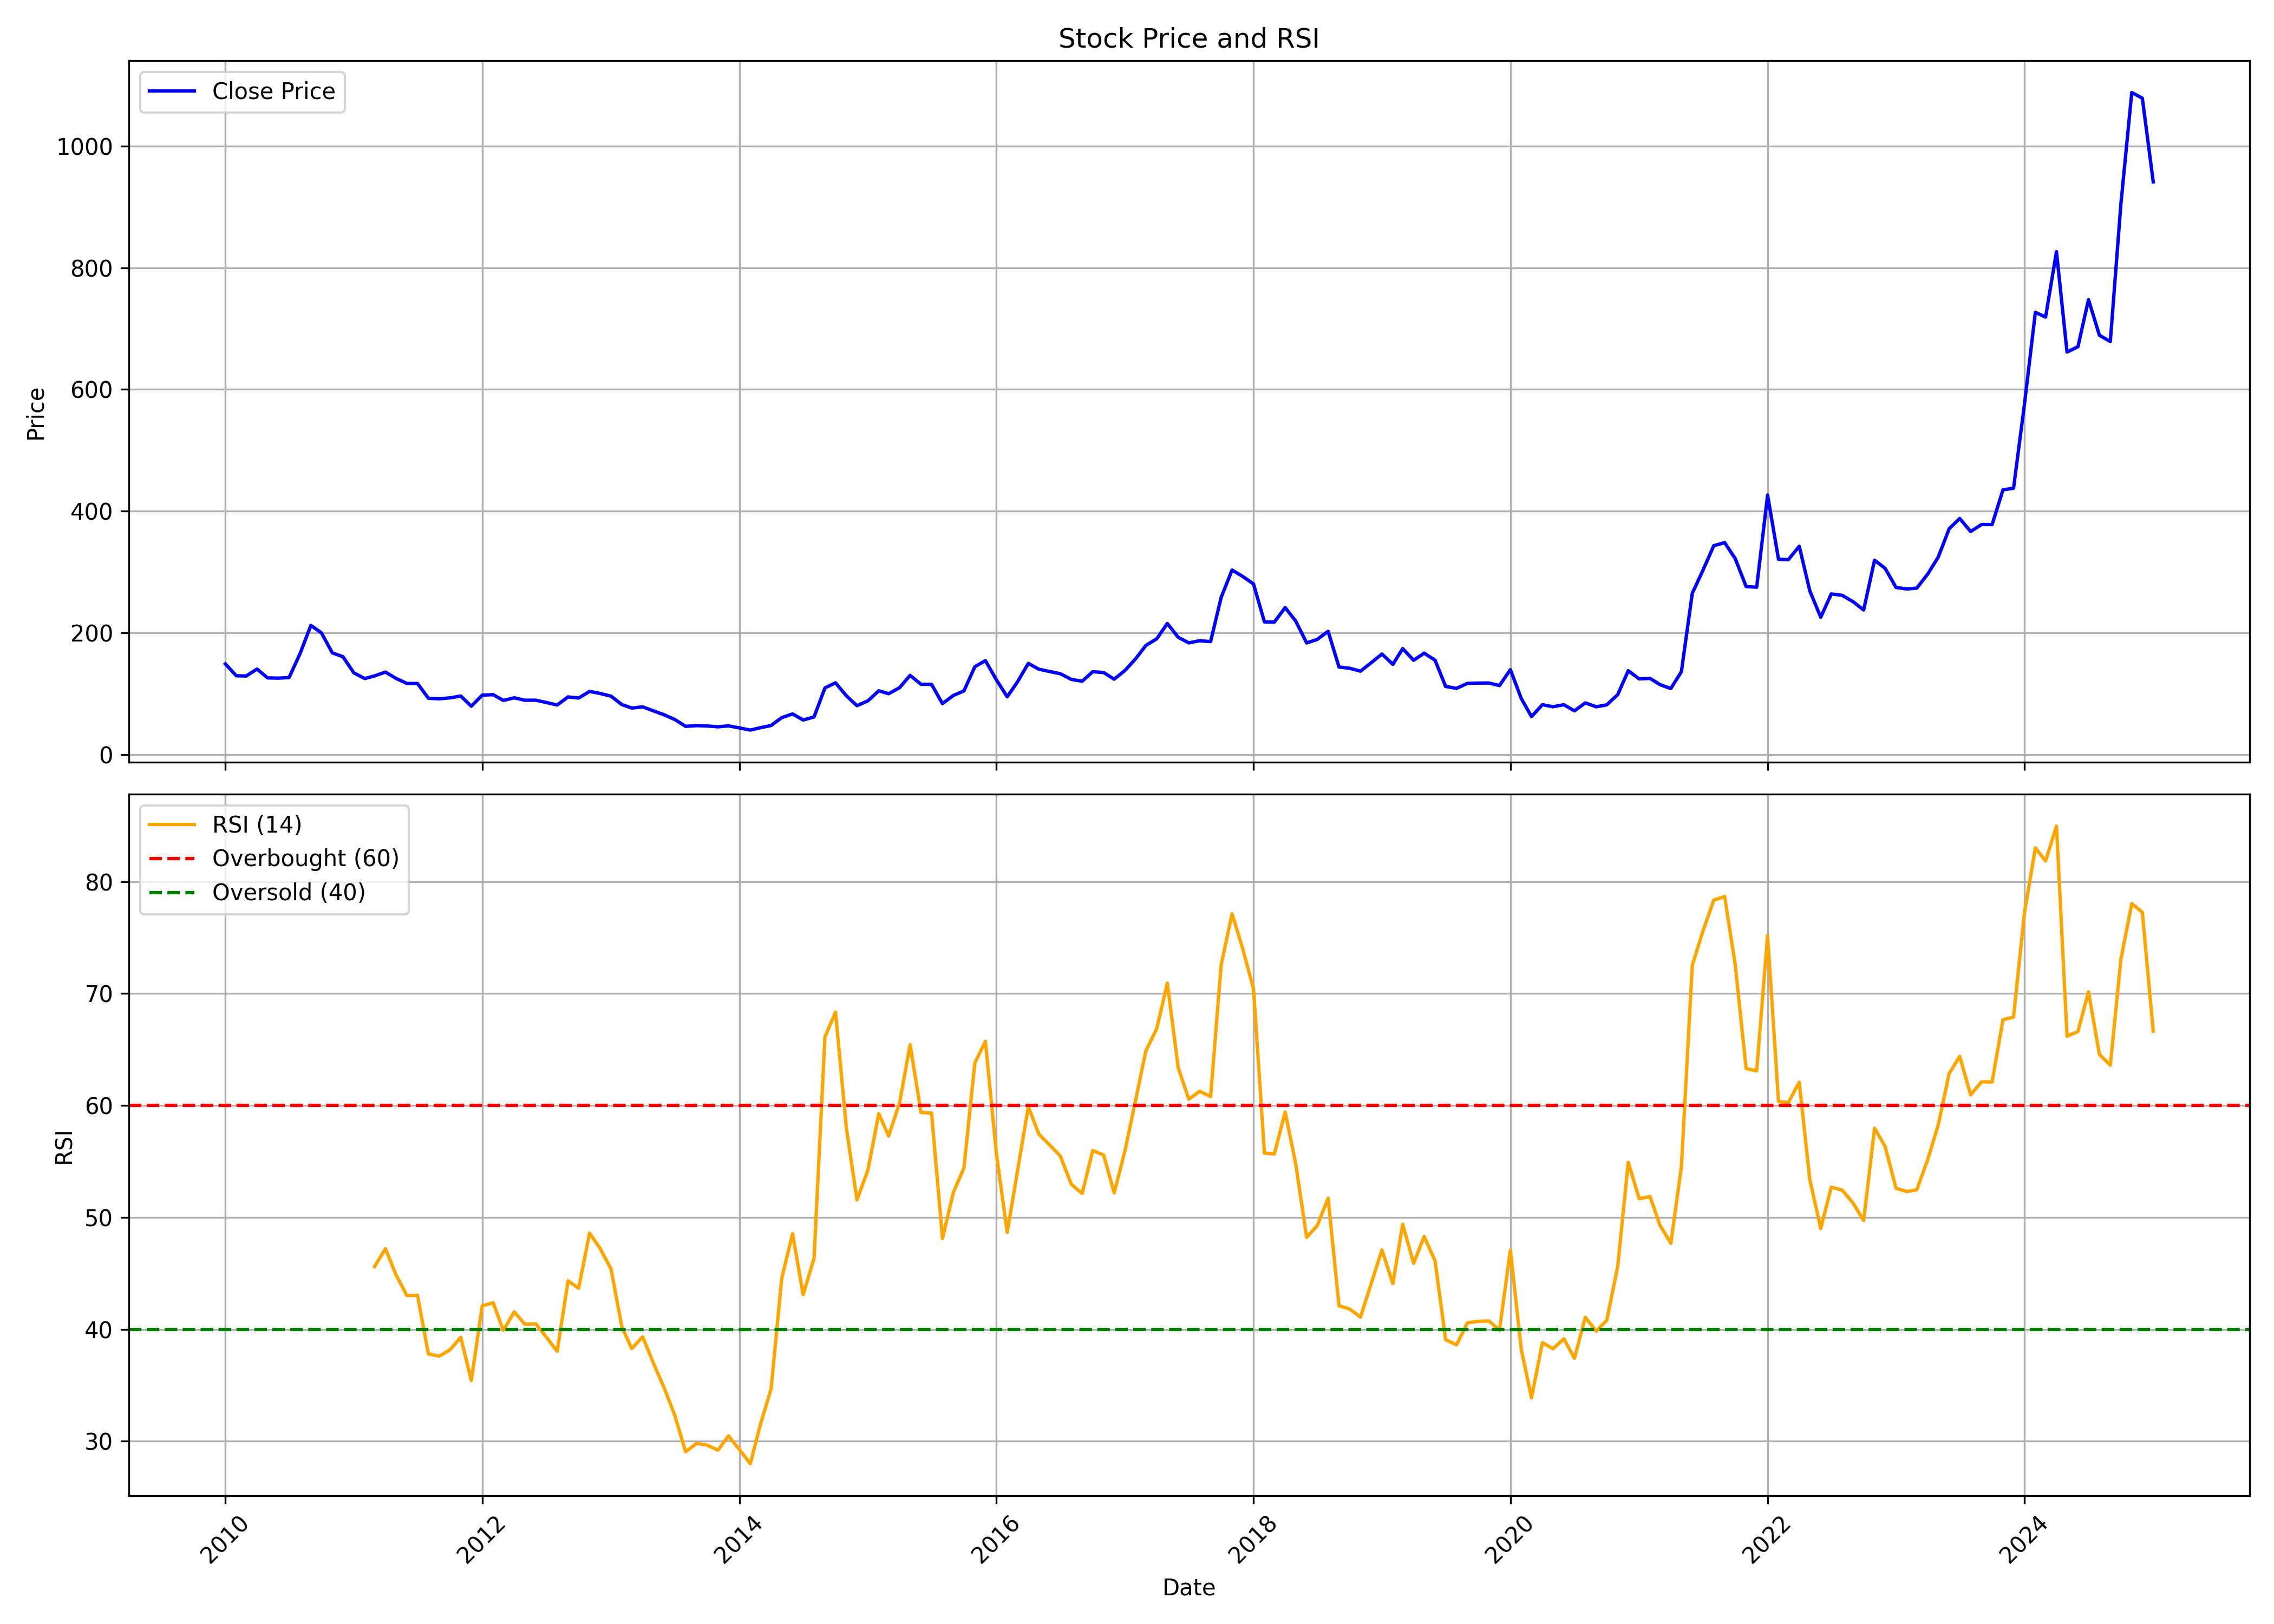 Stock Price and RSI
Close Price
Price
1000
800
600
400
200
0
RSI (14)
Overbought (60)
Oversold (40)
RSI
80
70
60
50
40
30
2010
2012
2014
2016
2018
2020
2022
2024
Date